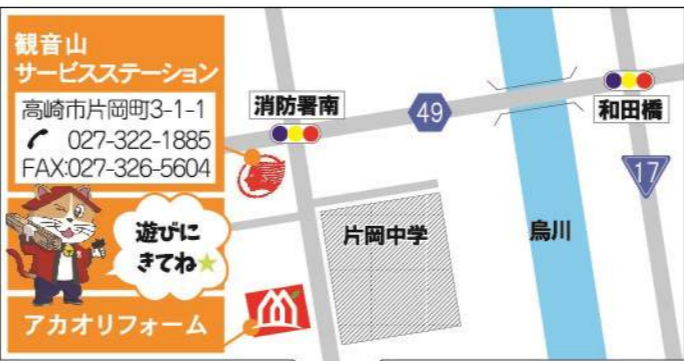 観音山
サービスステーション
高崎市片岡町3-1-1
027-322-1885
FAX:027-326-5604
遊びに
きてね★
アカオリフォーム
消防署南
49
和田橋
17
片岡中学
烏川